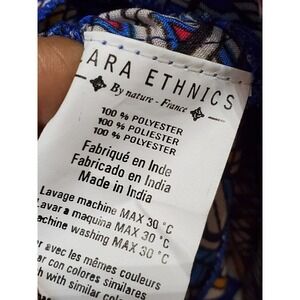 ARA ETHNICS
By nature - France
100 % POLYESTER
100 % POLIESTER
100 % POLYESTER
Fabriqué en Inde
Fabricado en India
Made in India
Lavage machine MAX 30°C
Lavar a maquina MAX 30°C
machine washing MAX 30°C
avec les mêmes couleurs
con colores similares
with similar